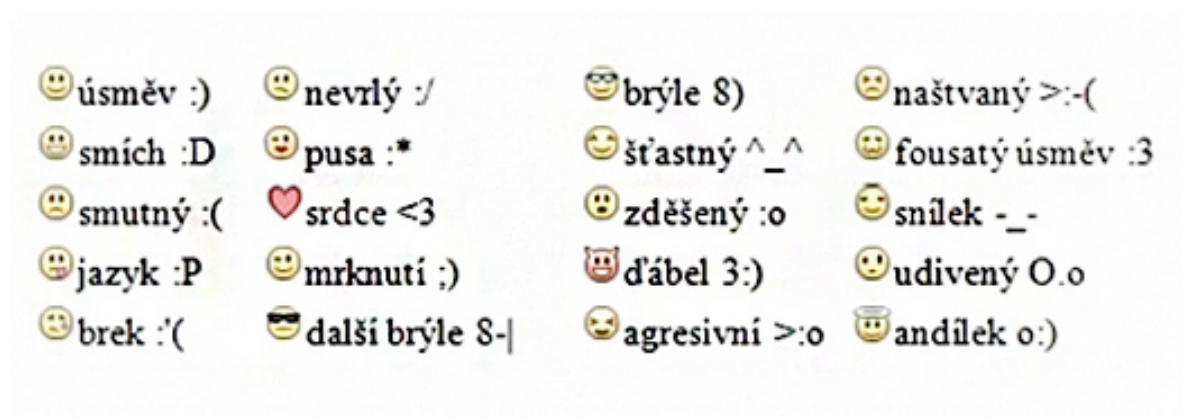 úsměv :) nevrlý :/ brýle 8) naštvaný >:-(
smích :D pusa :* šťastný ^_^ fousatý úsměv :3
smutný :( srdce <3 zděšený :o snílek -_-
jazyk :P mrknutí ;) ďábel 3:) udivený O.o
brek :'( další brýle 8-| agresivní >:o andílek o:)